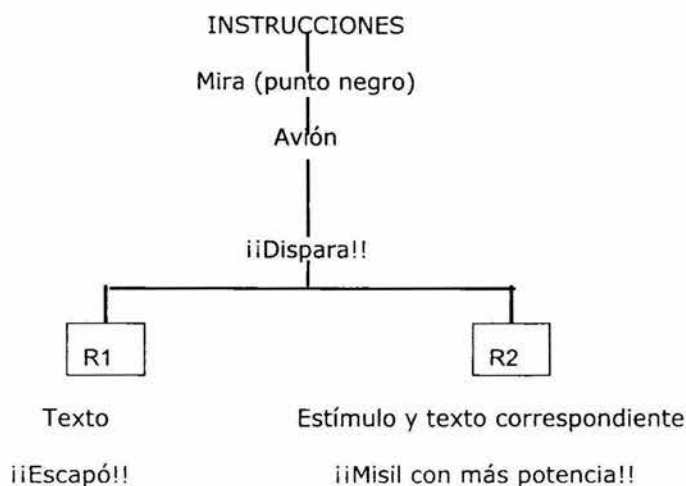 INSTRUCCIONES
Mira (punto negro)
Avión
¡¡Dispara!!
R1 R2
Texto Estímulo y texto correspondiente
¡¡Escapó!! ¡¡Misil con más potencia!!